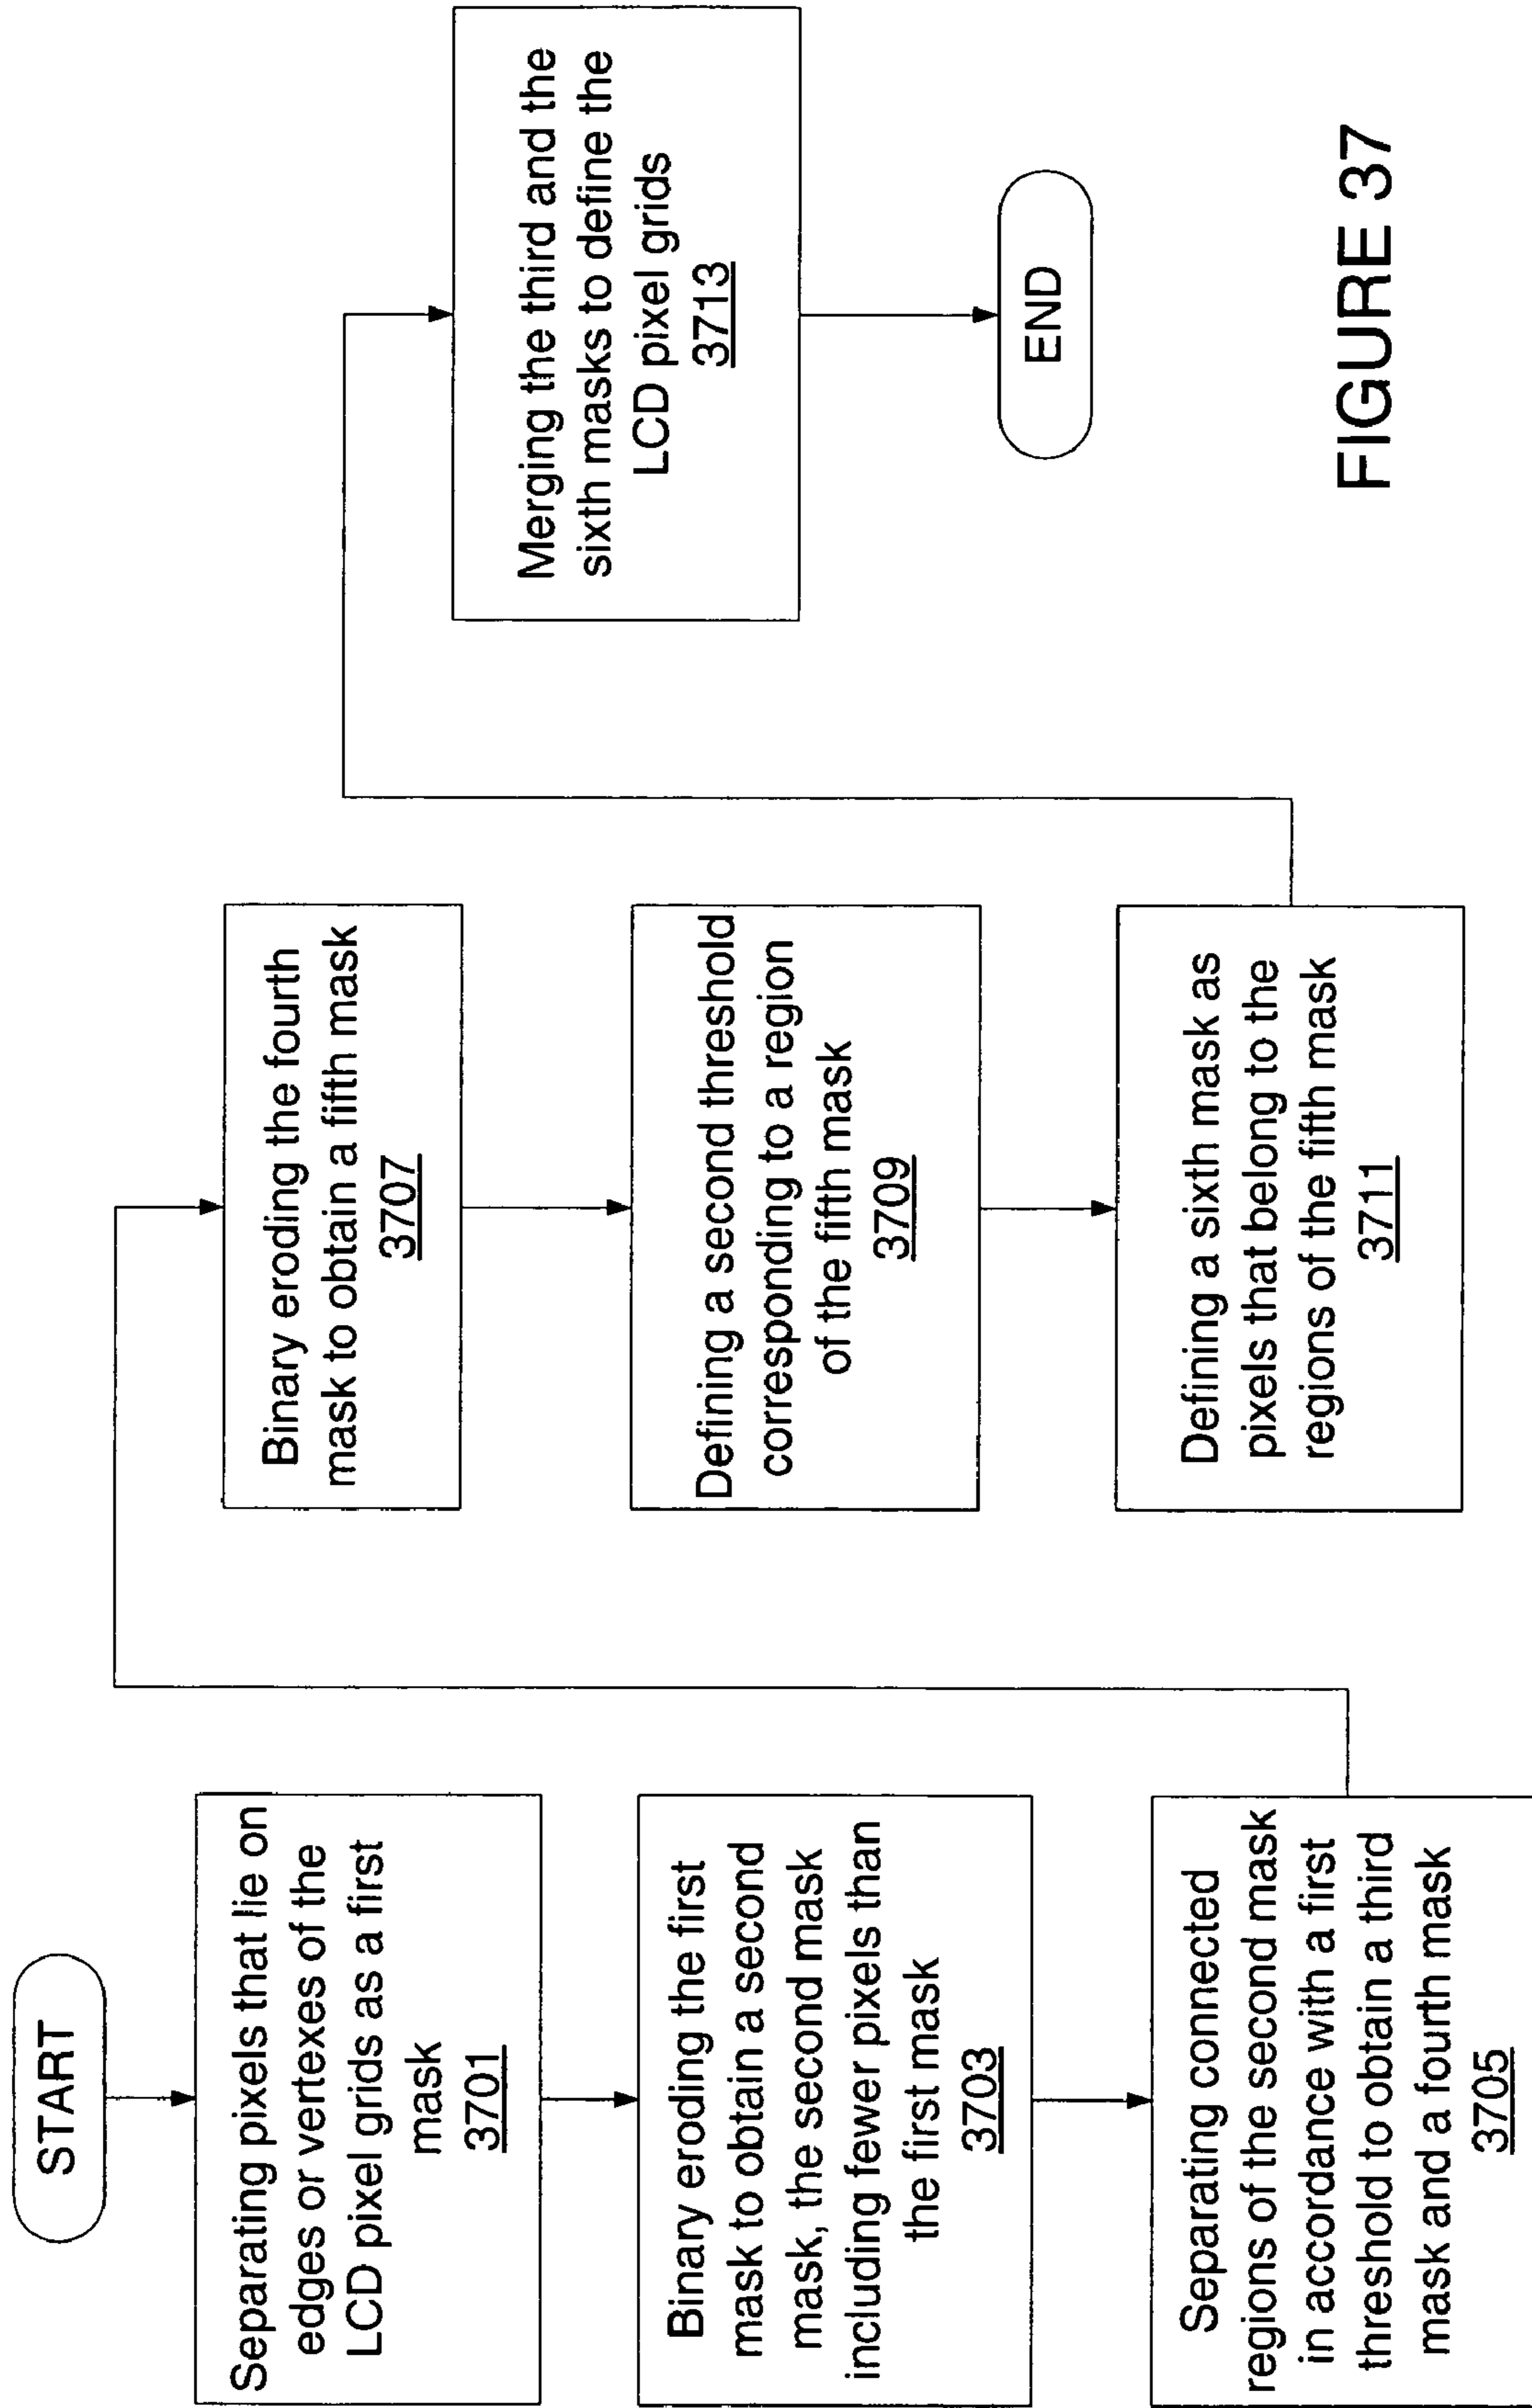 START
Separating pixels that lie on
edges or vertexes of the
LCD pixel grids as a first
mask
3701
Binary eroding the first
mask to obtain a second
mask, the second mask
including fewer pixels than
the first mask
3703
Separating connected
regions of the second mask
in accordance with a first
threshold to obtain a third
mask and a fourth mask
3705
Binary eroding the fourth
mask to obtain a fifth mask
3707
Defining a second threshold
corresponding to a region
of the fifth mask
3709
Defining a sixth mask as
pixels that belong to the
regions of the fifth mask
3711
Merging the third and the
sixth masks to define the
LCD pixel grids
3713
END
FIGURE 37